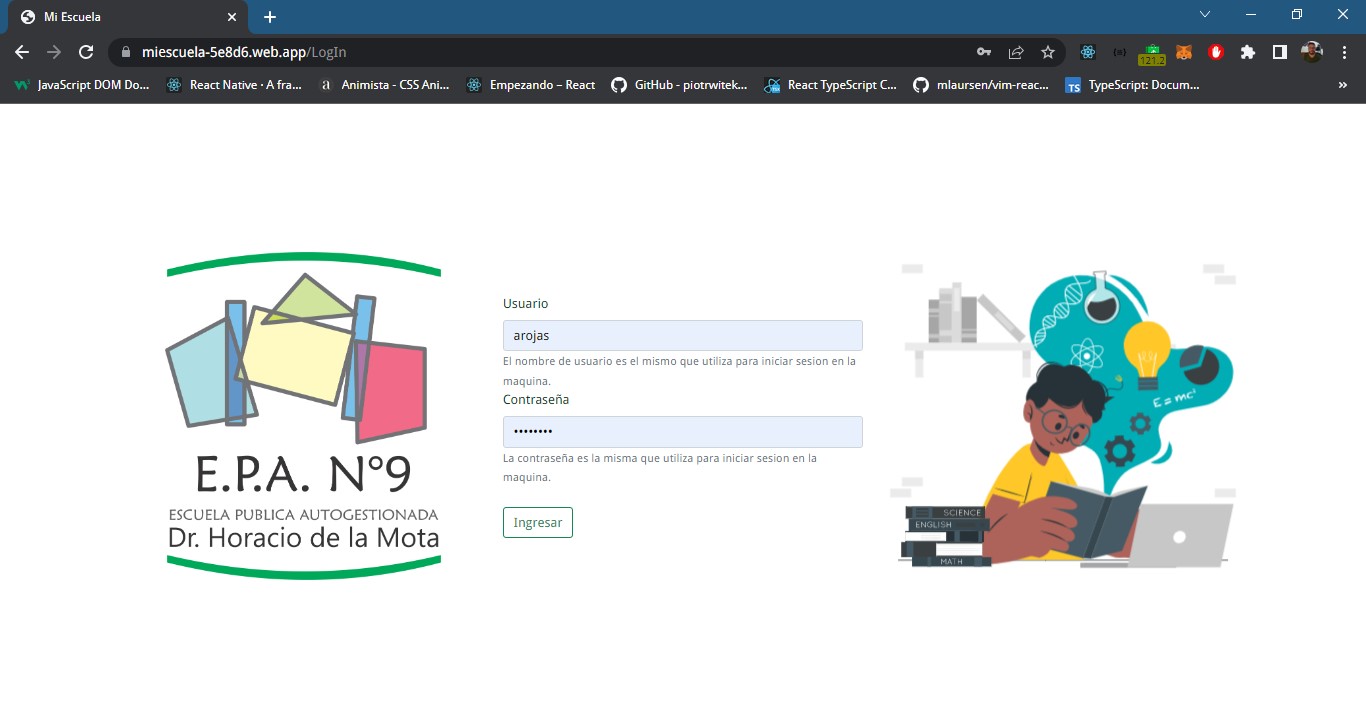 Mi Escuela
miescuela-5e8d6.web.app/LogIn
121.2
JavaScript DOM Do...
React Native · A fra...
Animista - CSS Ani...
Empezando – React
GitHub - piotrwitek...
React TypeScript C...
mlaursen/vim-reac...
TypeScript: Docum...
E.P.A. N°9
ESCUELA PUBLICA AUTOGESTIONADA
Dr. Horacio de la Mota
Usuario
arojas
El nombre de usuario es el mismo que utiliza para iniciar sesion en la
maquina.
Contraseña
••••••••
La contraseña es la misma que utiliza para iniciar sesion en la
maquina.
Ingresar
E = mc²
SCIENCE
ENGLISH
MATH